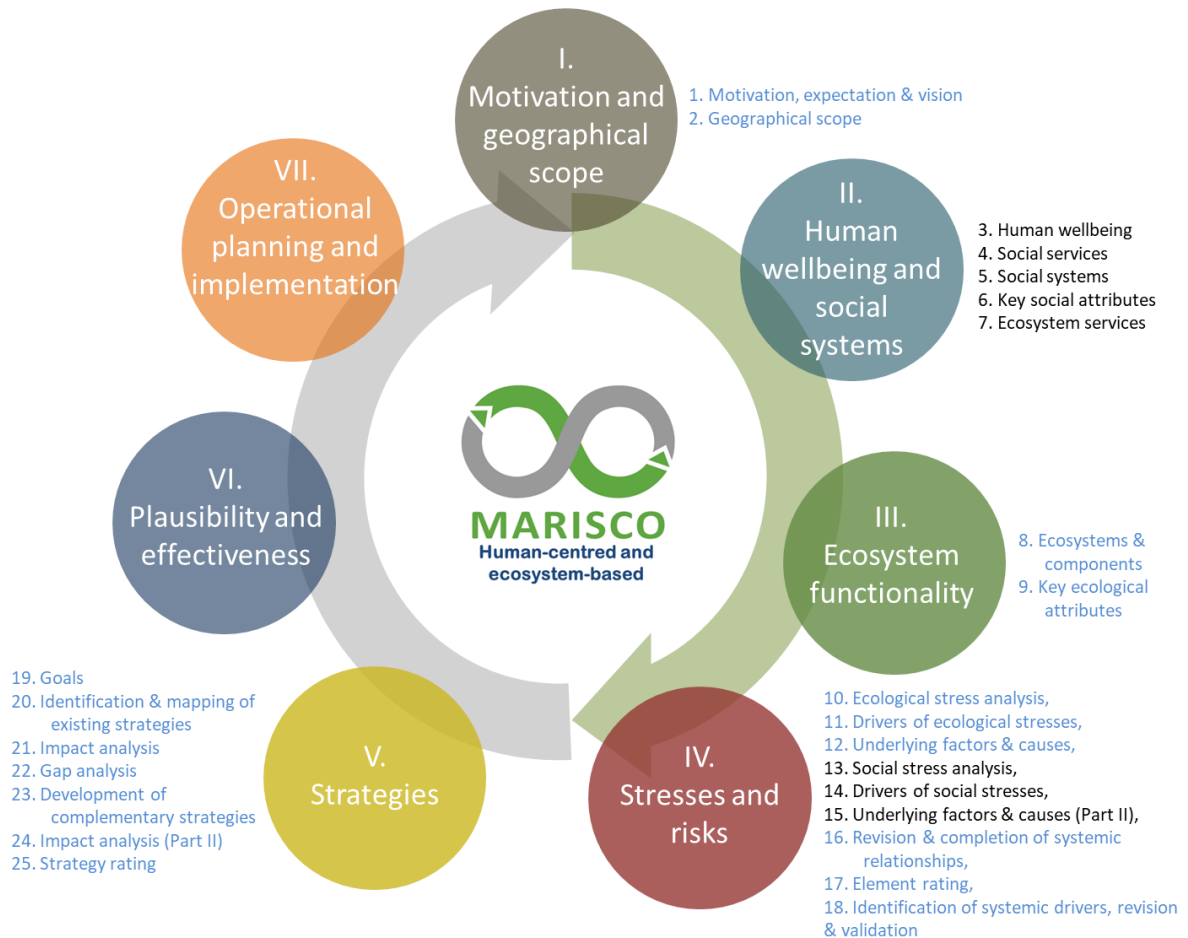 I.
Motivation and
geographical
scope
1. Motivation, expectation & vision
2. Geographical scope
II.
Human
wellbeing and
social
systems
3. Human wellbeing
4. Social services
5. Social systems
6. Key social attributes
7. Ecosystem services
III.
Ecosystem
functionality
8. Ecosystems &
components
9. Key ecological
attributes
IV.
Stresses and
risks
10. Ecological stress analysis,
11. Drivers of ecological stresses,
12. Underlying factors & causes,
13. Social stress analysis,
14. Drivers of social stresses,
15. Underlying factors & causes (Part II),
16. Revision & completion of systemic
relationships,
17. Element rating,
18. Identification of systemic drivers, revision
& validation
V.
Strategies
19. Goals
20. Identification & mapping of
existing strategies
21. Impact analysis
22. Gap analysis
23. Development of
complementary strategies
24. Impact analysis (Part II)
25. Strategy rating
VI.
Plausibility and
effectiveness
VII.
Operational
planning and
implementation
MARISCO
Human-centred and
ecosystem-based